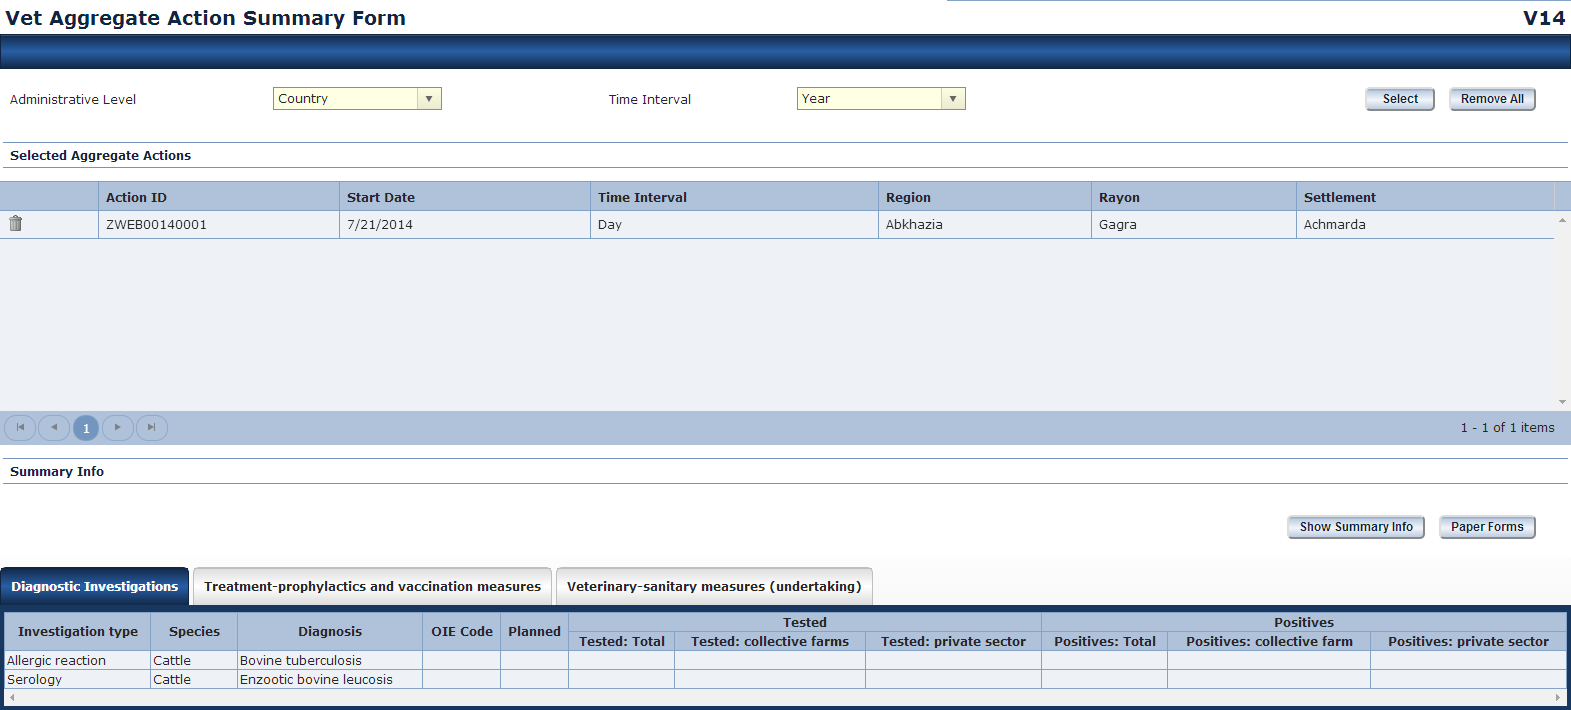 Vet Aggregate Action Summary Form V14
Administrative Level Country Time Interval Year Select Remove All
Selected Aggregate Actions
Action ID Start Date Time Interval Region Rayon Settlement
ZWEB00140001 7/21/2014 Day Abkhazia Gagra Achmarda
1 1 - 1 of 1 items
Summary Info
Show Summary Info Paper Forms
Diagnostic Investigations Treatment-prophylactics and vaccination measures Veterinary-sanitary measures (undertaking)
Investigation type Species Diagnosis OIE Code Planned Tested Positives
Tested: Total Tested: collective farms Tested: private sector Positives: Total Positives: collective farm Positives: private sector
Allergic reaction Cattle Bovine tuberculosis
Serology Cattle Enzootic bovine leucosis